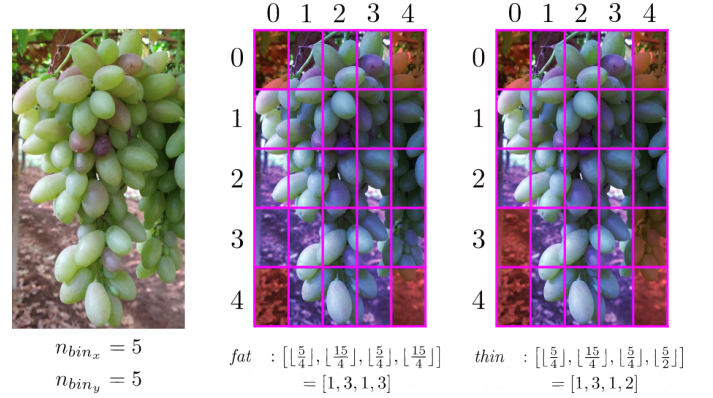 0 1 2 3 4
0
1
2
3
4
0 1 2 3 4
0
1
2
3
4
n_{bin_x} = 5
n_{bin_y} = 5
fat : [⌊5/4⌋, ⌊15/4⌋, ⌊5/4⌋, ⌊15/4⌋]
= [1, 3, 1, 3]
thin : [⌊5/4⌋, ⌊15/4⌋, ⌊5/4⌋, ⌊5/2⌋]
= [1, 3, 1, 2]